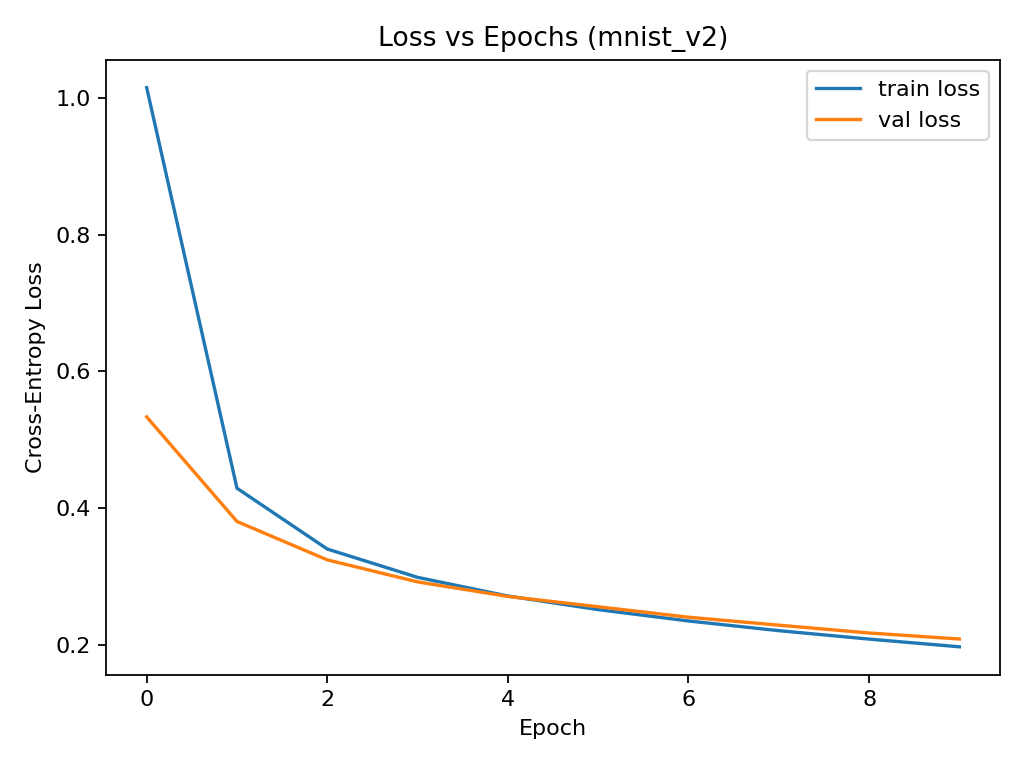 Loss vs Epochs (mnist_v2)
train loss
val loss
Cross-Entropy Loss
1.0
0.8
0.6
0.4
0.2
0 2 4 6 8
Epoch